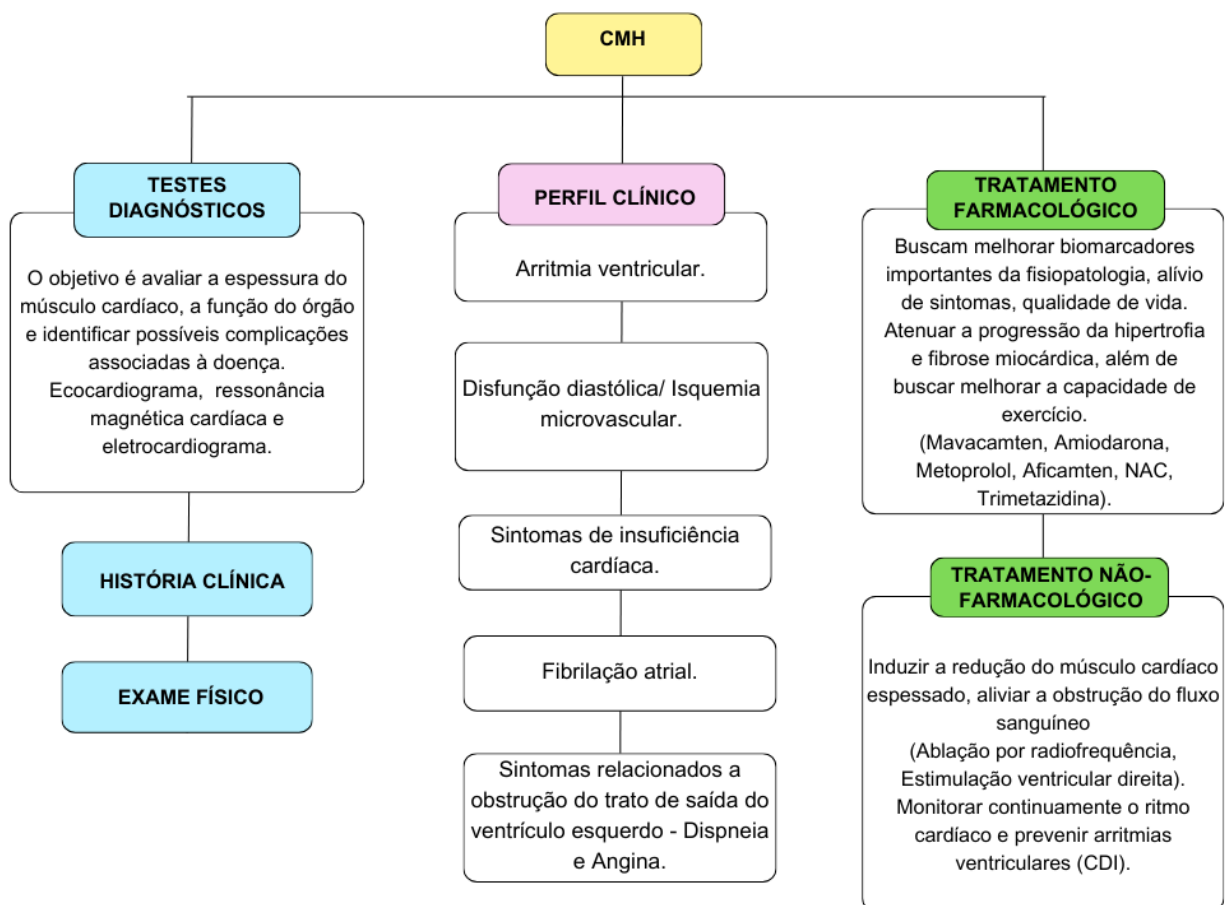 CMH
TESTES
DIAGNÓSTICOS
O objetivo é avaliar a espessura do
músculo cardíaco, a função do órgão
e identificar possíveis complicações
associadas à doença.
Ecocardiograma, ressonância
magnética cardíaca e
eletrocardiograma.
HISTÓRIA CLÍNICA
EXAME FÍSICO
PERFIL CLÍNICO
Arritmia ventricular.
Disfunção diastólica/ Isquemia
microvascular.
Sintomas de insuficiência
cardíaca.
Fibrilação atrial.
Sintomas relacionados a
obstrução do trato de saída do
ventrículo esquerdo - Dispneia
e Angina.
TRATAMENTO
FARMACOLÓGICO
Buscam melhorar biomarcadores
importantes da fisiopatologia, alívio
de sintomas, qualidade de vida.
Atenuar a progressão da hipertrofia
e fibrose miocárdica, além de
buscar melhorar a capacidade de
exercício.
(Mavacamten, Amiodarona,
Metoprolol, Aficamten, NAC,
Trimetazidina).
TRATAMENTO NÃO-
FARMACOLÓGICO
Induzir a redução do músculo cardíaco
espessado, aliviar a obstrução do fluxo
sanguíneo
(Ablação por radiofrequência,
Estimulação ventricular direita).
Monitorar continuamente o ritmo
cardíaco e prevenir arritmias
ventriculares (CDI).